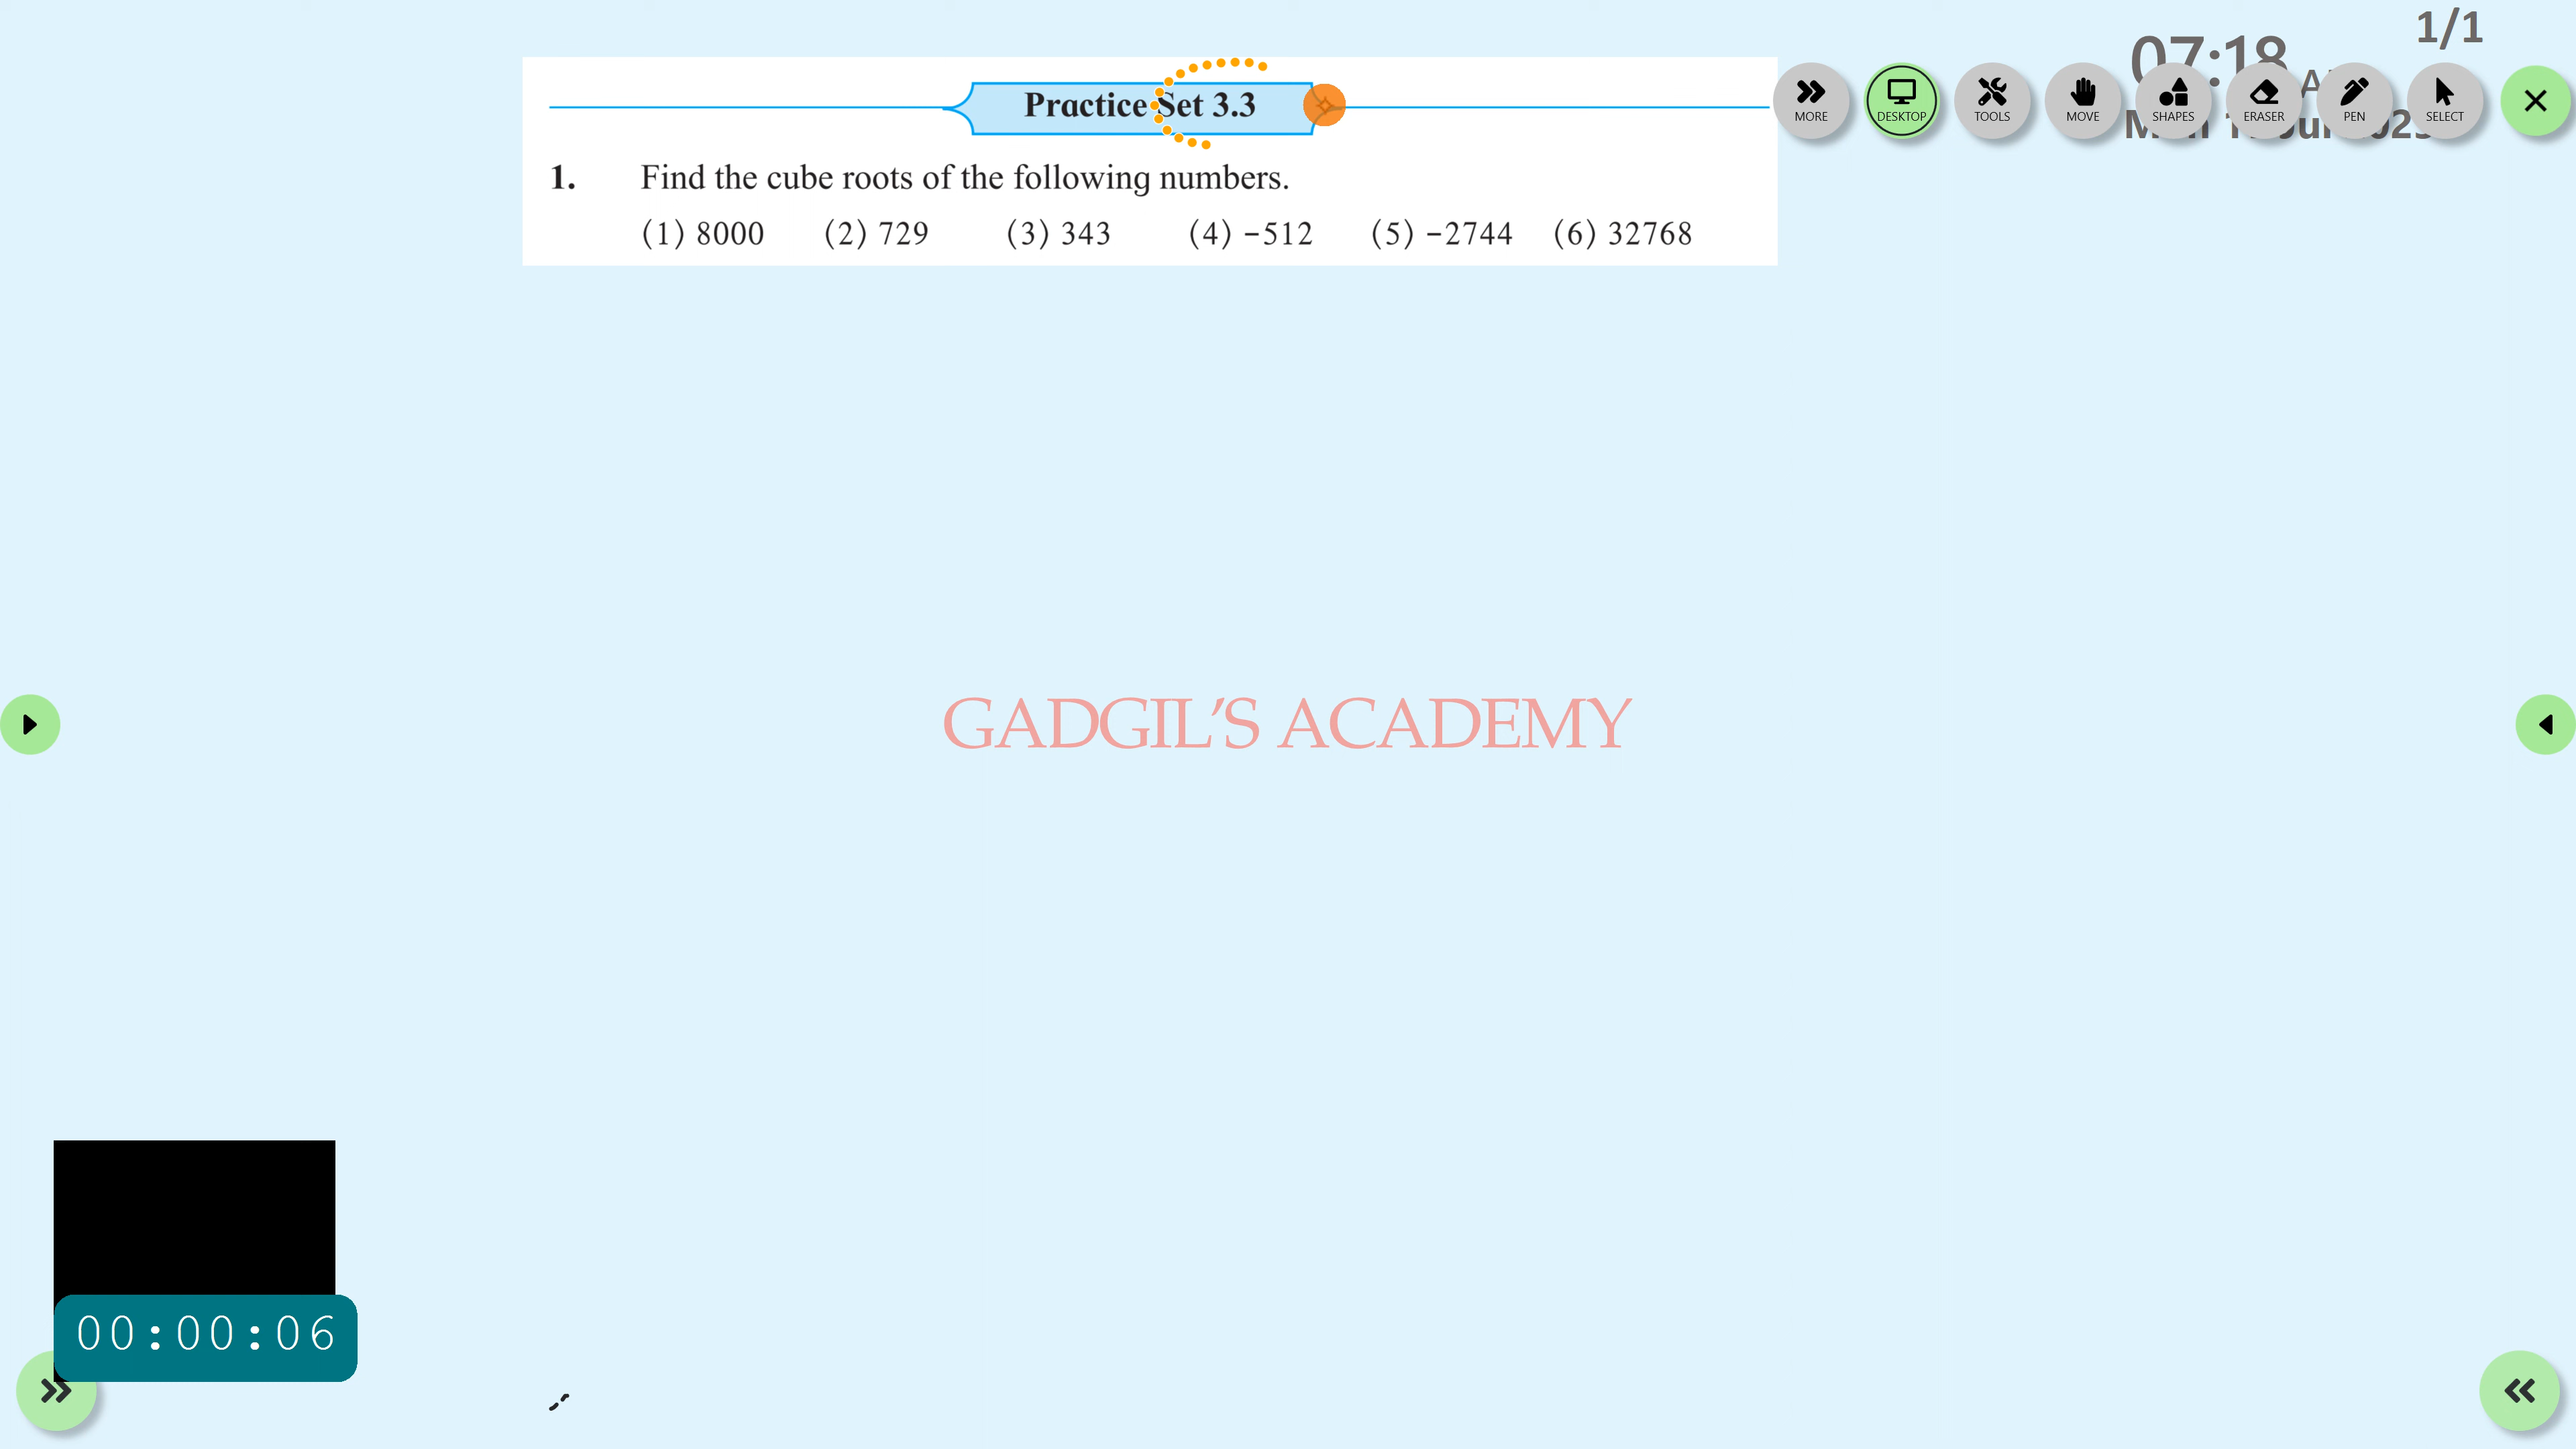 1/1
07:18
Practice Set 3.3
MORE
DESKTOP
TOOLS
MOVE
SHAPES
ERASER
PEN
SELECT
1. Find the cube roots of the following numbers.
(1) 8000 (2) 729 (3) 343 (4) -512 (5) -2744 (6) 32768
GADGIL'S ACADEMY
00:00:06